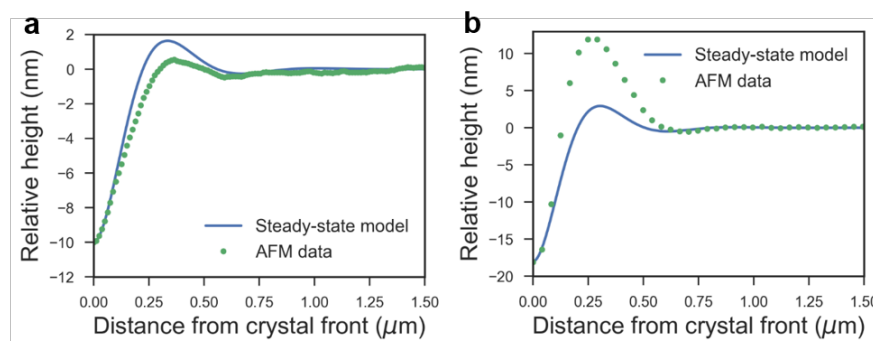 a
Relative height (nm)
2
0
−2
−4
−6
−8
−10
−12
Steady-state model
AFM data
0.00 0.25 0.50 0.75 1.00 1.25 1.50
Distance from crystal front (μm)
b
Relative height (nm)
10
5
0
−5
−10
−15
−20
Steady-state model
AFM data
0.00 0.25 0.50 0.75 1.00 1.25 1.50
Distance from crystal front (μm)